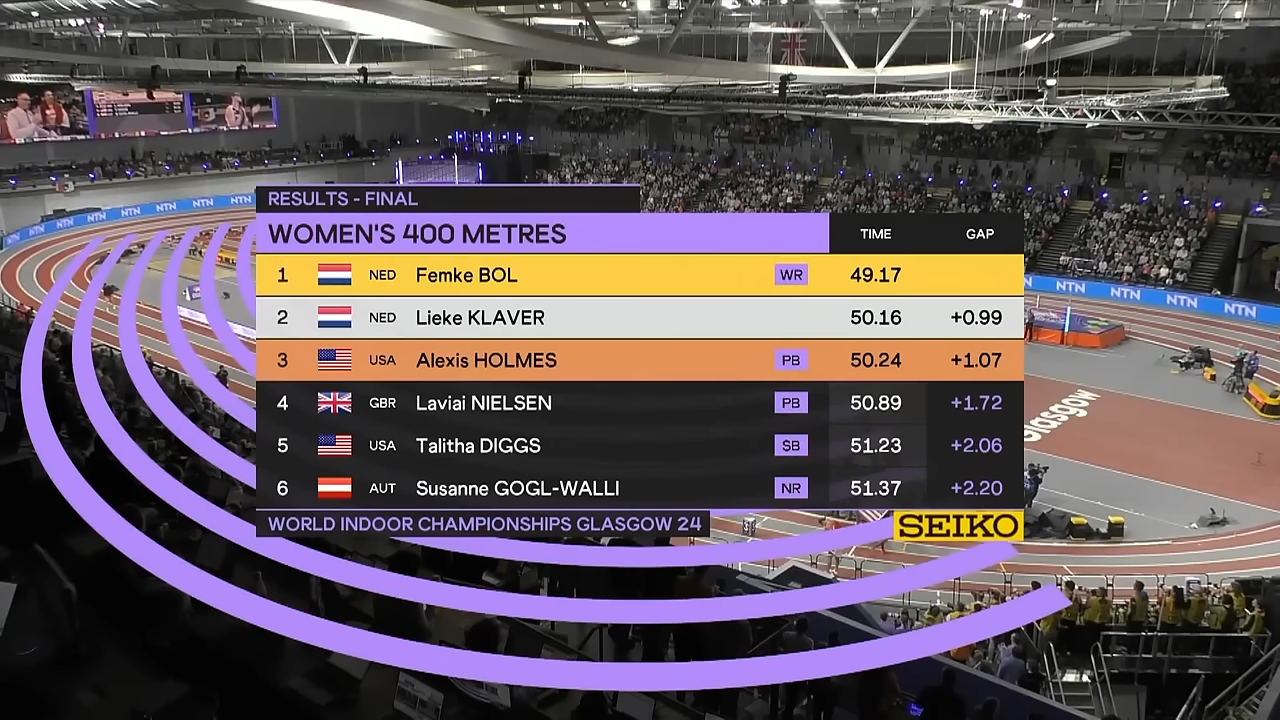 RESULTS - FINAL
WOMEN'S 400 METRES TIME GAP
1 NED Femke BOL WR 49.17
2 NED Lieke KLAVER 50.16 +0.99
3 USA Alexis HOLMES PB 50.24 +1.07
4 GBR Laviai NIELSEN PB 50.89 +1.72
5 USA Talitha DIGGS SB 51.23 +2.06
6 AUT Susanne GOGL-WALLI NR 51.37 +2.20
WORLD INDOOR CHAMPIONSHIPS GLASGOW 24 SEIKO
NTN NTN NTN NTN NTN NTN
NTN NTN NTN NTN
Glasgow